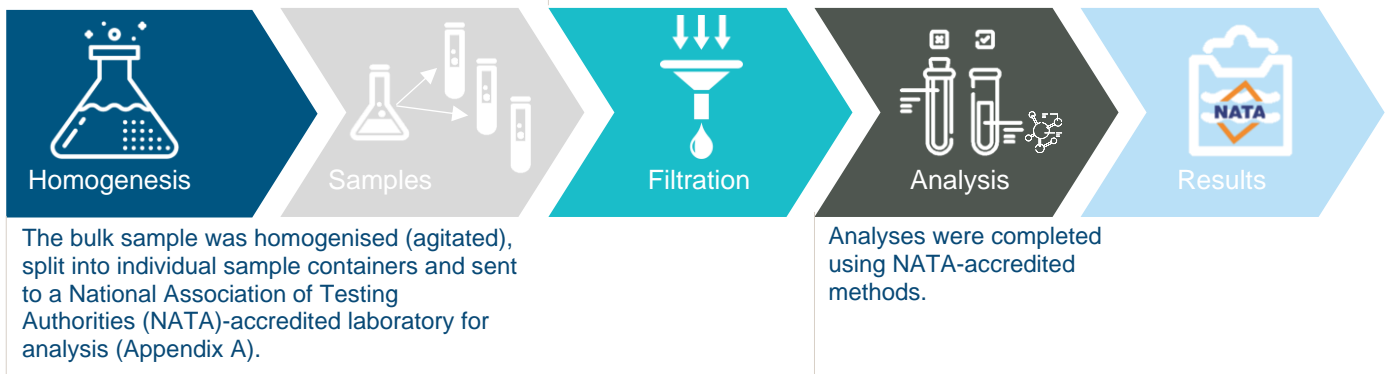 Homogenesis
Samples
Filtration
Analysis
NATA
Results
The bulk sample was homogenised (agitated),
split into individual sample containers and sent
to a National Association of Testing
Authorities (NATA)-accredited laboratory for
analysis (Appendix A).
Analyses were completed
using NATA-accredited
methods.